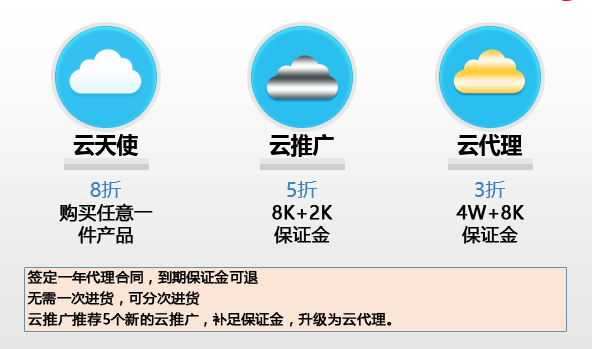 云天使
云推广
云代理
8折
5折
3折
购买任意一
件产品
8K+2K
保证金
4W+8K
保证金
签定一年代理合同，到期保证金可退
无需一次进货，可分次进货
云推广推荐5个新的云推广，补足保证金，升级为云代理。